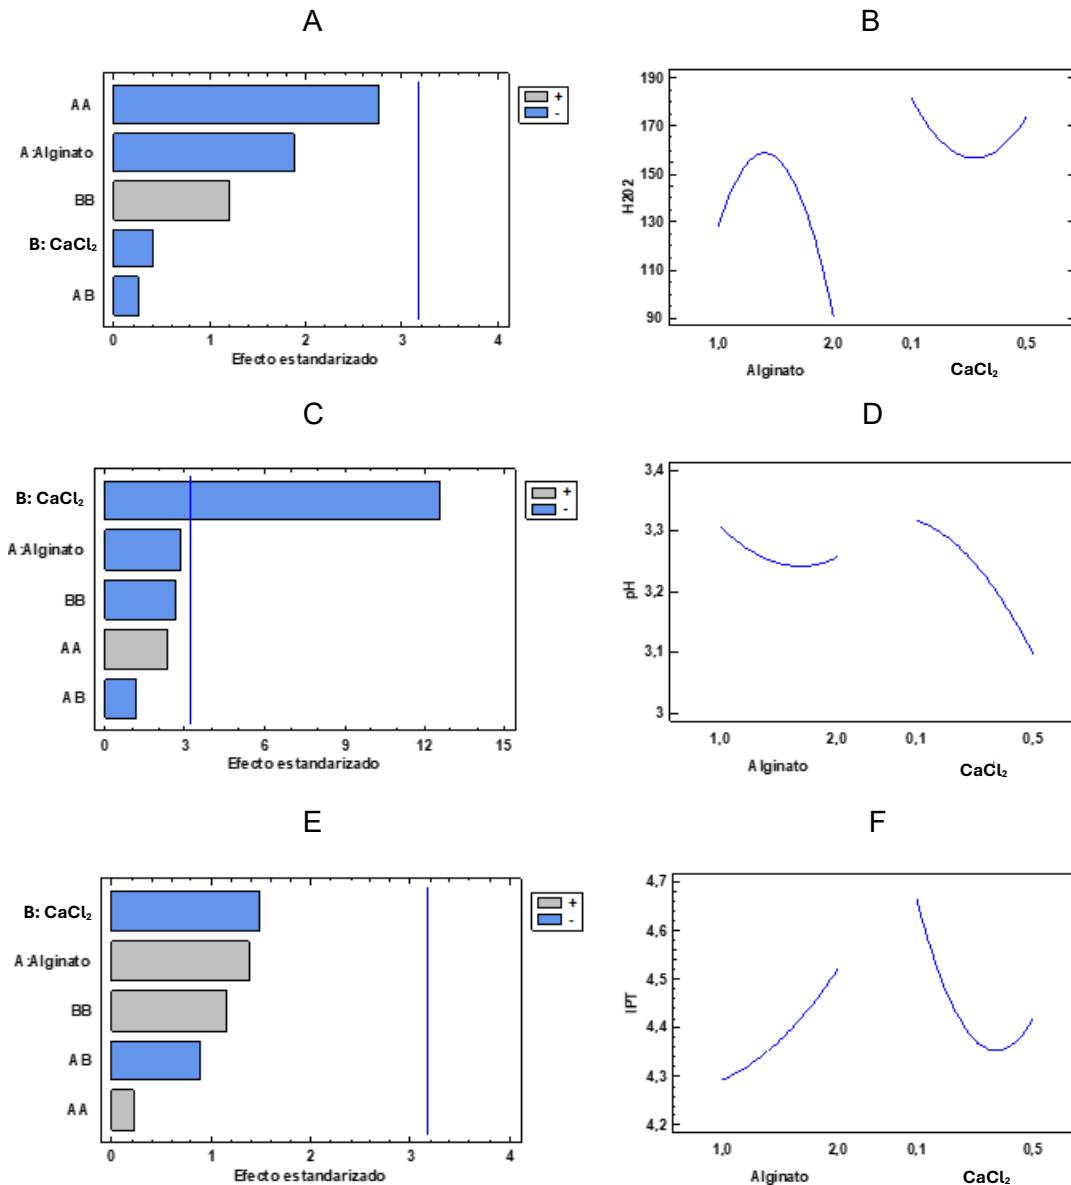 A
AA
A:Alginato
BB
B: CaCl₂
AB
0 1 2 3 4
Efecto estandarizado
+
-
B
190
170
150
130
110
90
H202
1,0 2,0 0,1 0,5
Alginato CaCl₂
C
B: CaCl₂
A:Alginato
BB
AA
AB
0 3 6 9 12 15
Efecto estandarizado
+
-
D
3,4
3,3
3,2
3,1
3
pH
1,0 2,0 0,1 0,5
Alginato CaCl₂
E
B: CaCl₂
A:Alginato
BB
AB
AA
0 1 2 3 4
Efecto estandarizado
+
-
F
4,7
4,6
4,5
4,4
4,3
4,2
IPT
1,0 2,0 0,1 0,5
Alginato CaCl₂